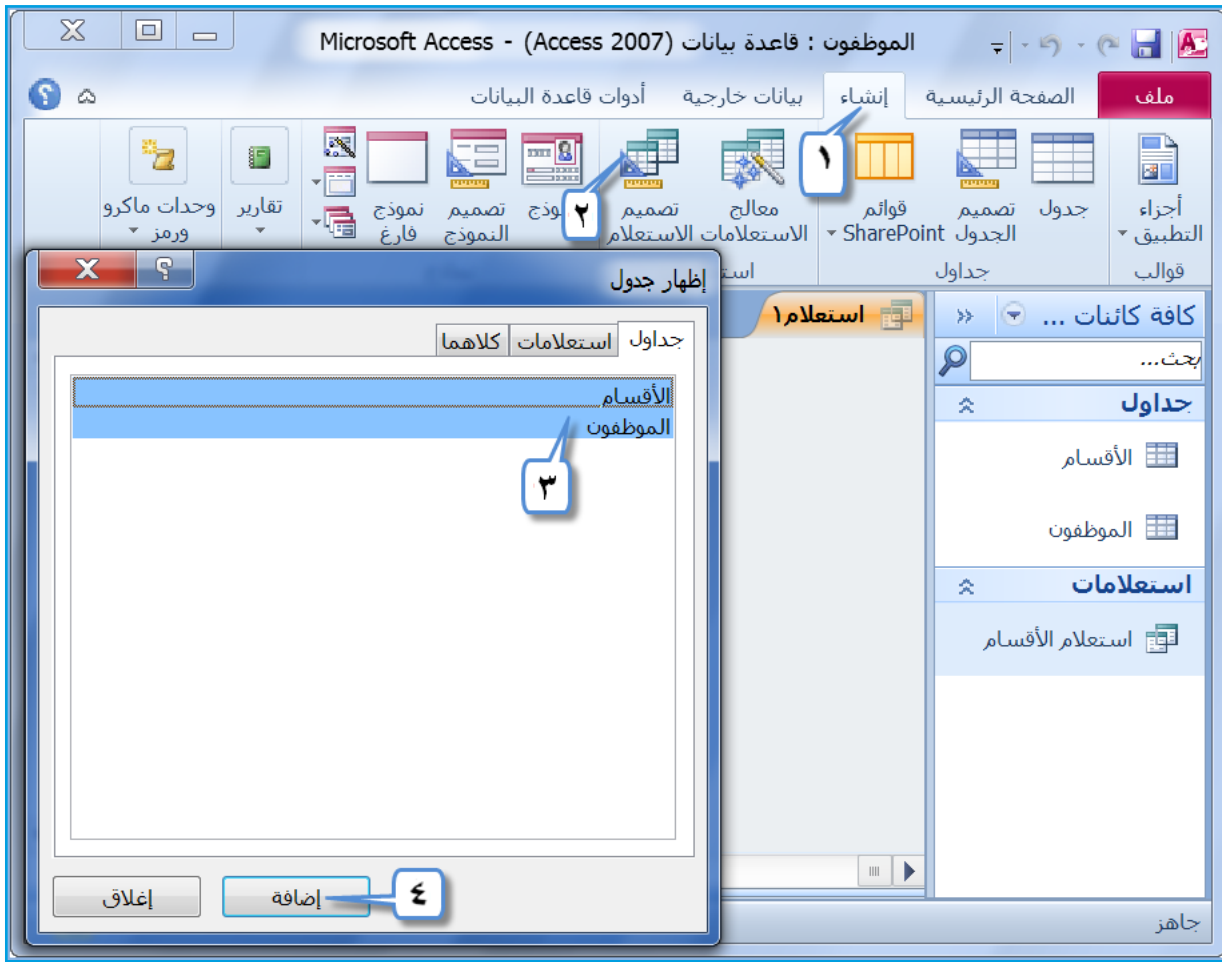 الموظفون : قاعدة بيانات (Access 2007) - Microsoft Access
ملف الصفحة الرئيسية إنشاء بيانات خارجية أدوات قاعدة البيانات
١
٢
أجزاء التطبيق
جدول
تصميم الجدول
قوائم SharePoint
معالج الاستعلامات
تصميم الاستعلام
تصميم النموذج
نموذج فارغ
تقارير
وحدات ماكرو ورمز
قوالب
جداول
كافة كائنات ...
بحث...
جداول
الأقسام
الموظفون
استعلامات
استعلام الأقسام
استعلام١
إظهار جدول
جداول استعلامات كلاهما
الأقسام
الموظفون
٣
٤
إضافة
إغلاق
جاهز